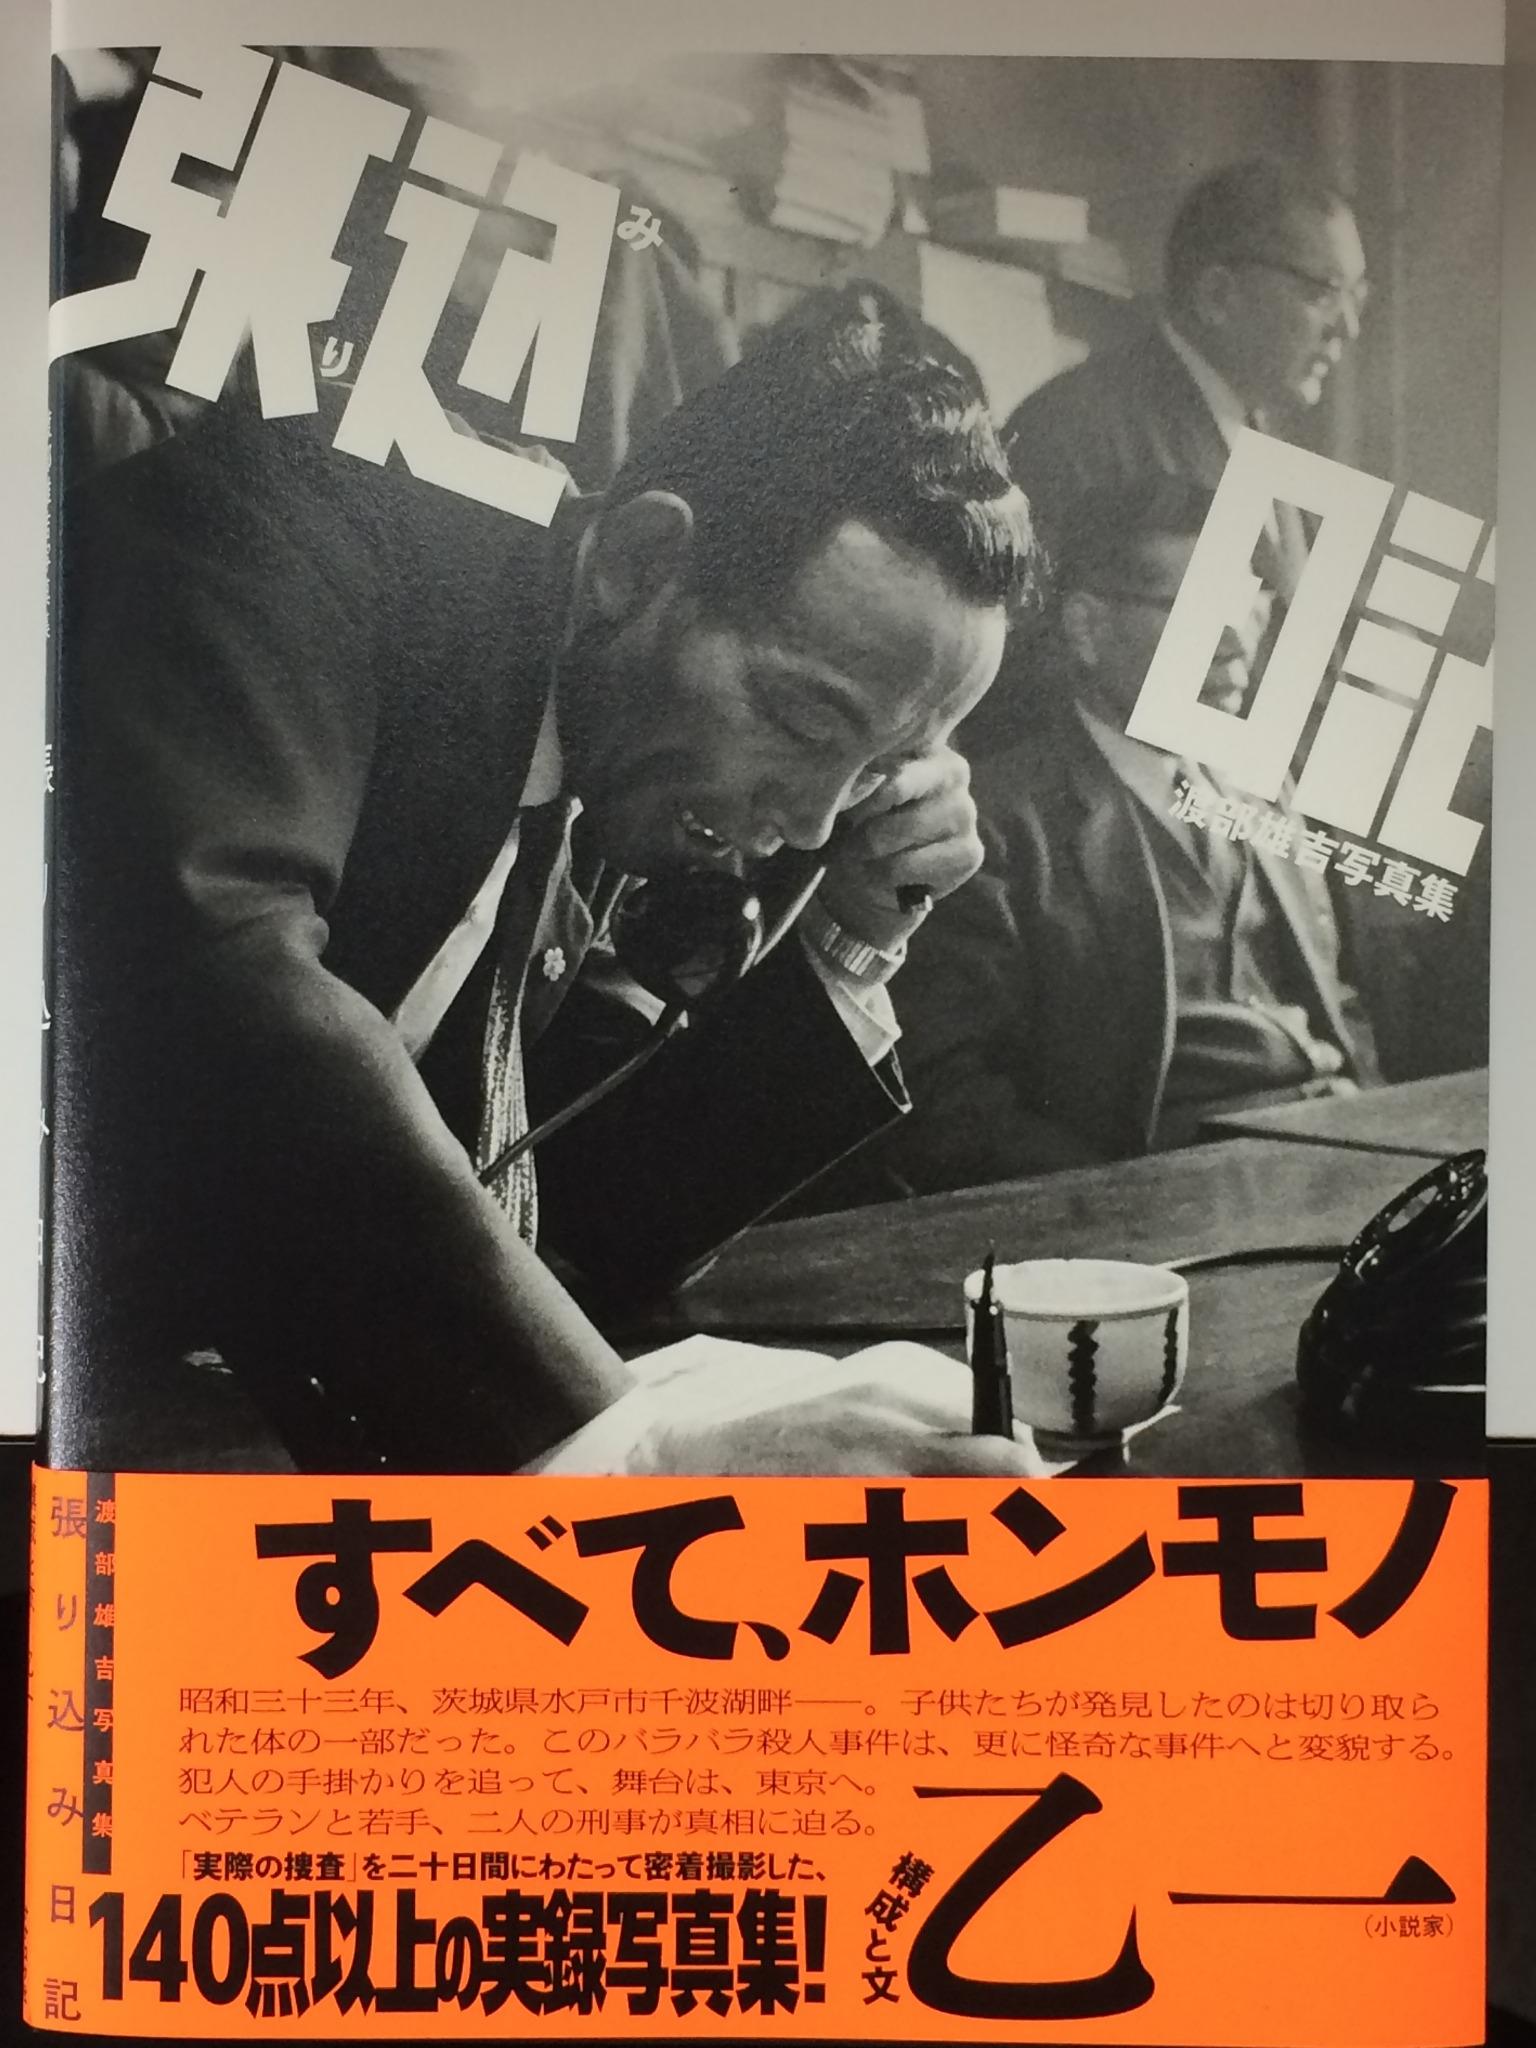 張り込み日記
渡部雄吉写真集
すべて、ホンモノ
昭和三十三年、茨城県水戸市千波湖畔――。子供たちが発見したのは切り取ら
れた体の一部だった。このバラバラ殺人事件は、更に怪奇な事件へと変貌する。
犯人の手掛かりを追って、舞台は、東京へ。
ベテランと若手、二人の刑事が真相に迫る。
「実際の捜査」を二十日間にわたって密着撮影した、
140点以上の実録写真集!
構成と文
乙一
（小説家）
渡部雄吉写真集
張り込み日記